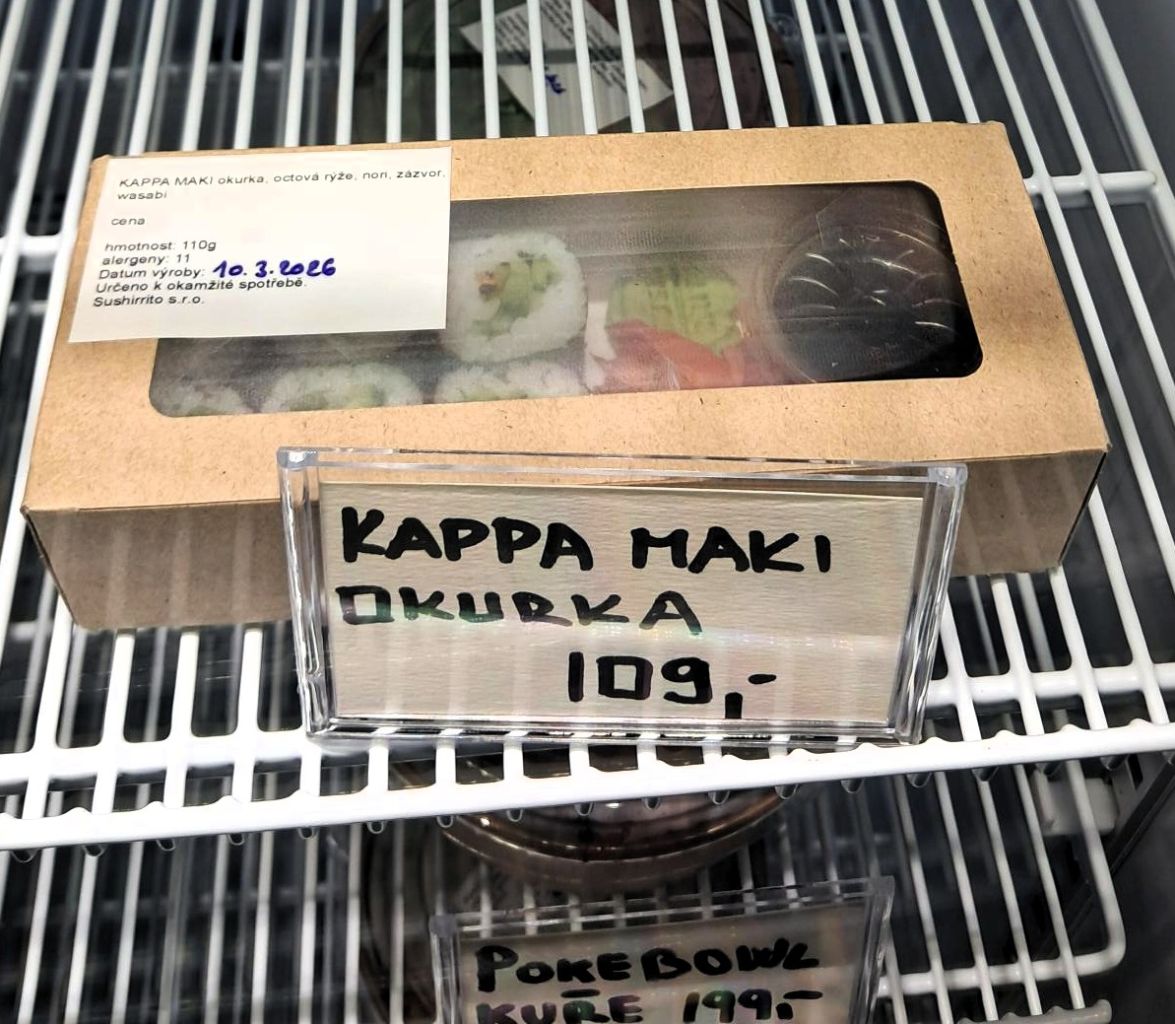 KAPPA MAKI okurka, octová rýže, nori, zázvor,
wasabi
cena
hmotnost: 110g
alergeny: 11
Datum výroby: 10.3.2026
Určeno k okamžité spotřebě.
Sushirrito s.r.o.
KAPPA MAKI
OKURKA
109,-
POKEBOWL
KUŘE 199,-